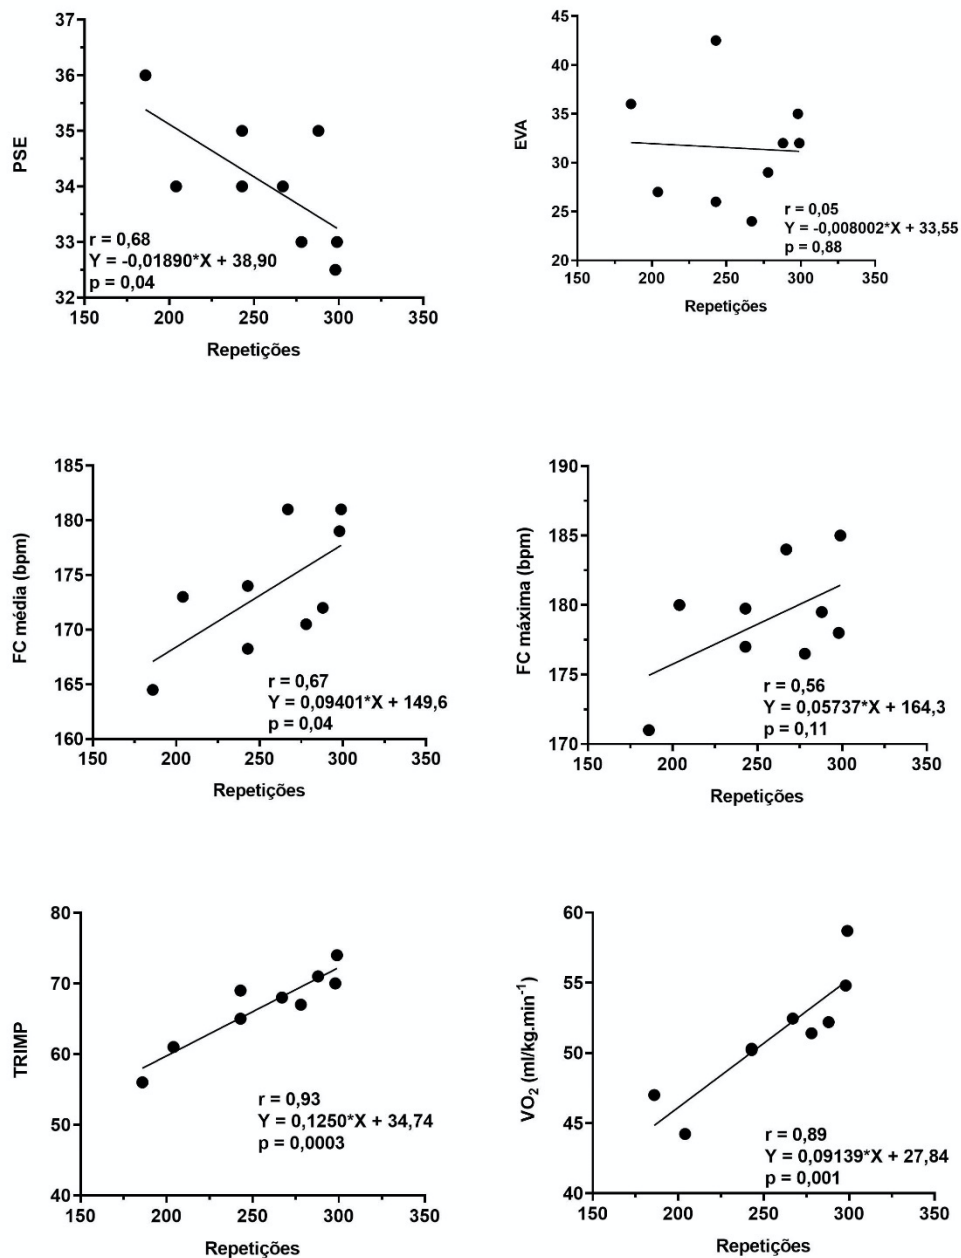 37
36
35
34
33
32
PSE
r = 0,68
Y = -0,01890*X + 38,90
p = 0,04
150 200 250 300 350
Repetições
45
40
35
30
25
20
EVA
r = 0,05
Y = -0,008002*X + 33,55
p = 0,88
150 200 250 300 350
Repetições
185
180
175
170
165
160
FC média (bpm)
r = 0,67
Y = 0,09401*X + 149,6
p = 0,04
150 200 250 300 350
Repetições
190
185
180
175
170
FC máxima (bpm)
r = 0,56
Y = 0,05737*X + 164,3
p = 0,11
150 200 250 300 350
Repetições
80
70
60
50
40
TRIMP
r = 0,93
Y = 0,1250*X + 34,74
p = 0,0003
150 200 250 300 350
Repetições
60
55
50
45
40
VO₂ (ml/kg.min⁻¹)
r = 0,89
Y = 0,09139*X + 27,84
p = 0,001
150 200 250 300 350
Repetições